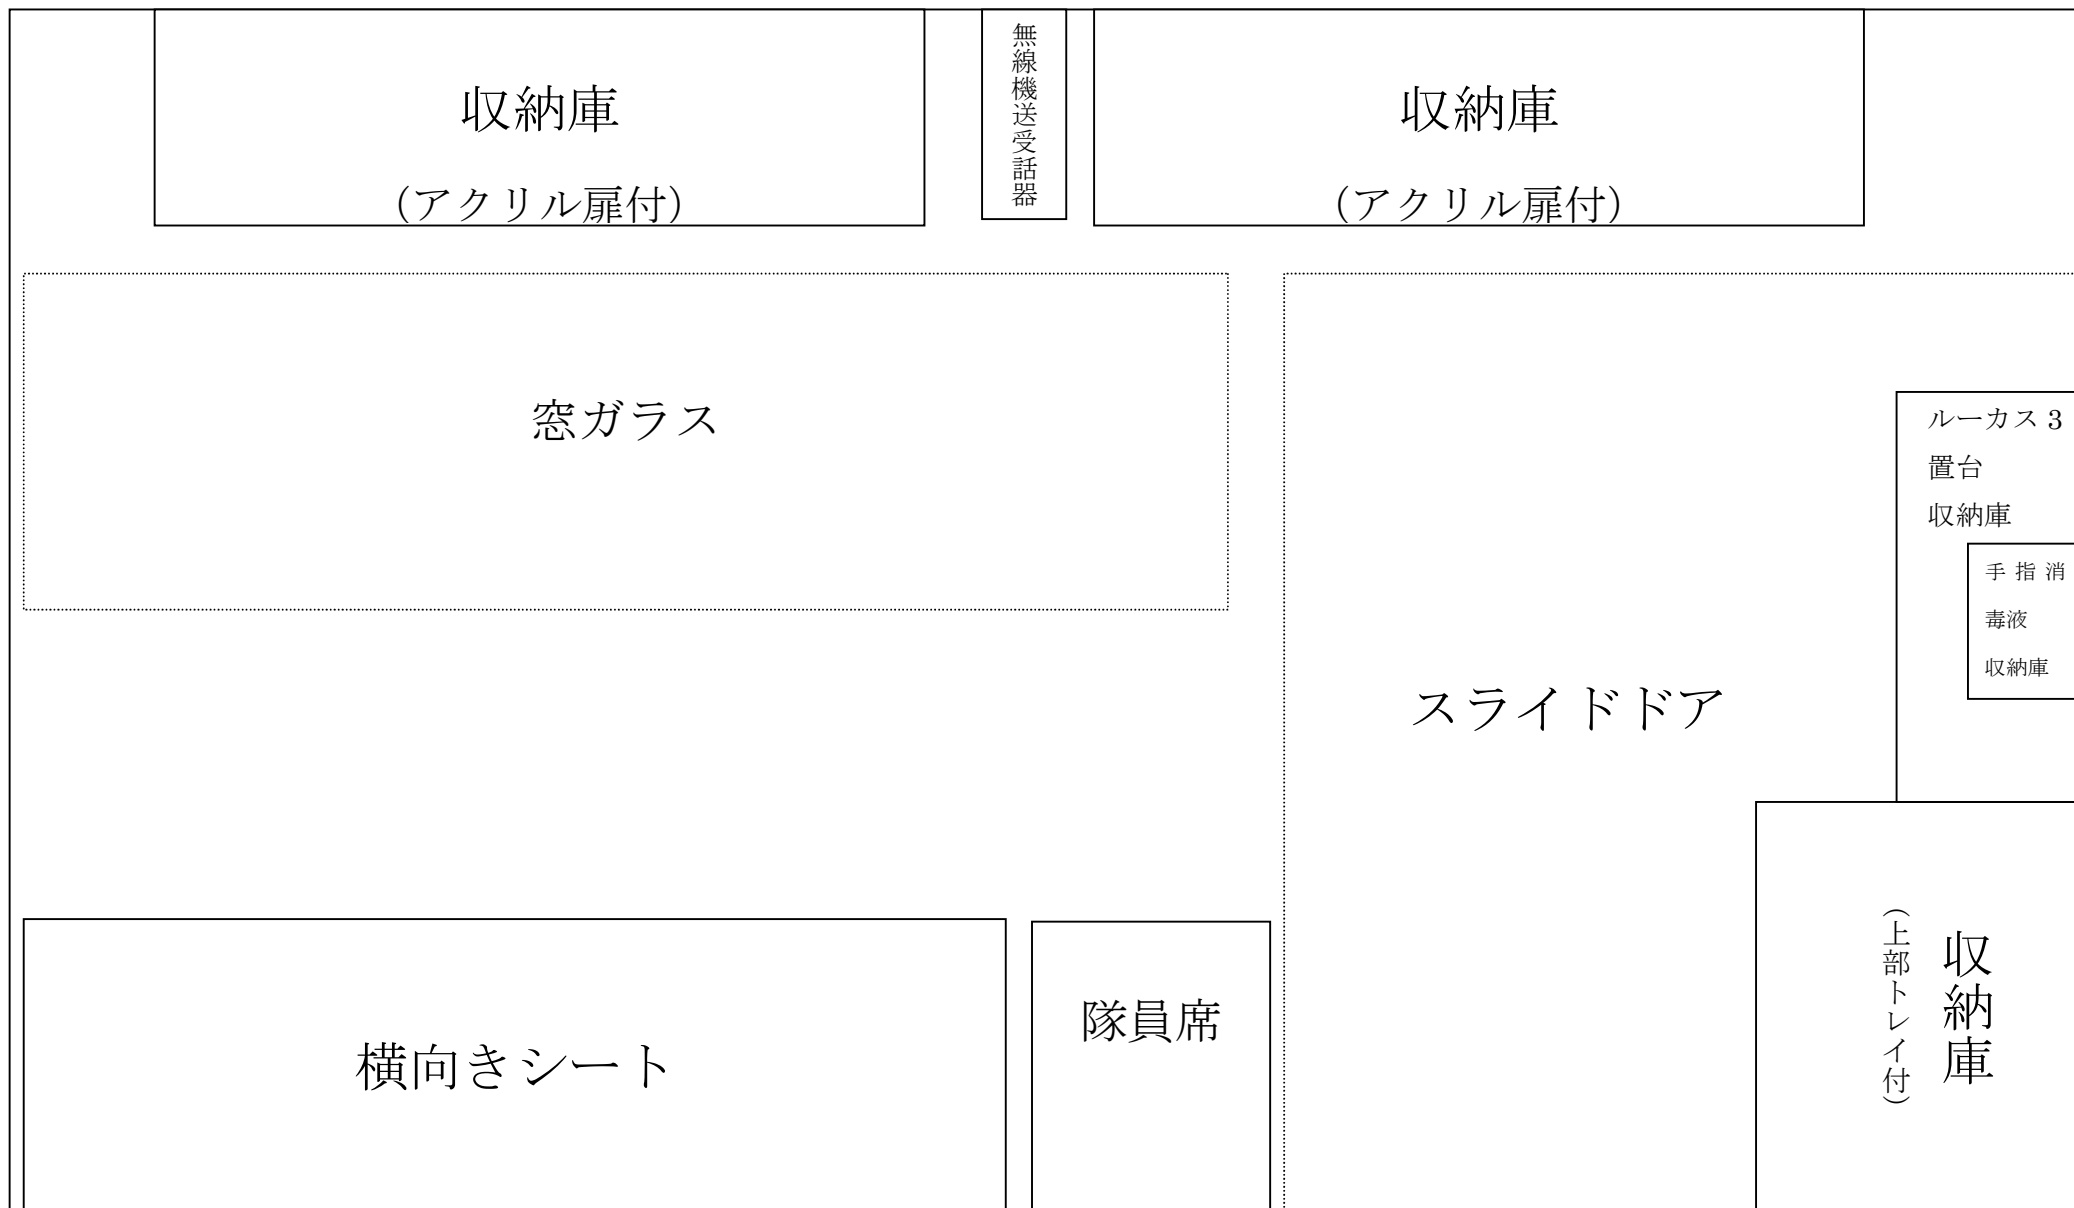 収納庫
(アクリル扉付)
無線機送受話器
収納庫
(アクリル扉付)
窓ガラス
スライドドア
ルーカス3
置台
収納庫
手指消
毒液
収納庫
横向きシート
隊員席
収納庫
(上部トレイ付)